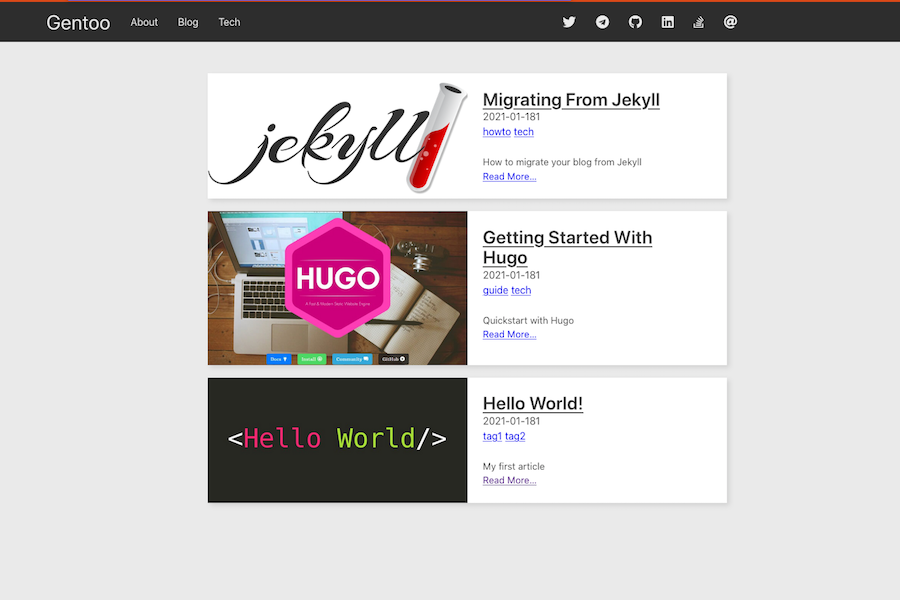 Gentoo About Blog Tech
jekyll
Migrating From Jekyll
2021-01-181
howto tech
How to migrate your blog from Jekyll
Read More...
HUGO
A Fast & Modern Static Website Engine
Docs Install Community GitHub
Getting Started With
Hugo
2021-01-181
guide tech
Quickstart with Hugo
Read More...
<Hello World/>
Hello World!
2021-01-181
tag1 tag2
My first article
Read More...